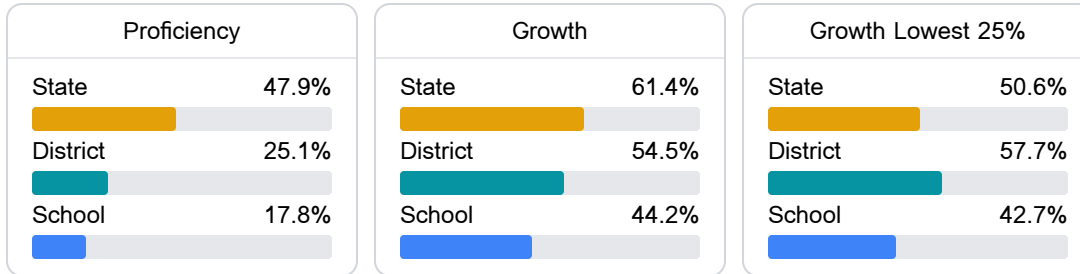 Proficiency
State 47.9%
District 25.1%
School 17.8%
Growth
State 61.4%
District 54.5%
School 44.2%
Growth Lowest 25%
State 50.6%
District 57.7%
School 42.7%